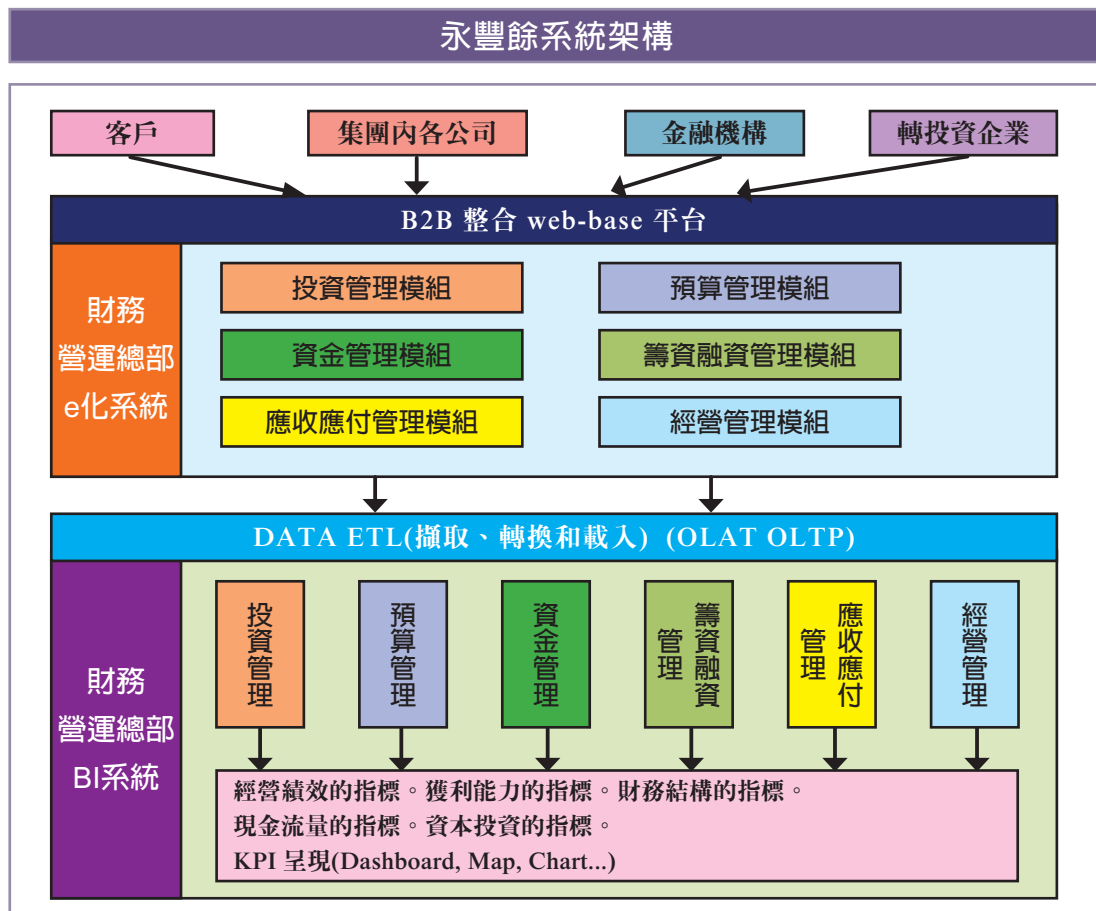 永豐餘系統架構
客戶
集團內各公司
金融機構
轉投資企業
B2B 整合 web-base 平台
財務
營運總部
e化系統
投資管理模組
預算管理模組
資金管理模組
籌資融資管理模組
應收應付管理模組
經營管理模組
DATA ETL(擷取、轉換和載入) (OLAT OLTP)
財務
營運總部
BI系統
投資管理
預算管理
資金管理
籌資融資
管理
應收應付
管理
經營管理
經營績效的指標。獲利能力的指標。財務結構的指標。
現金流量的指標。資本投資的指標。
KPI 呈現(Dashboard, Map, Chart...)